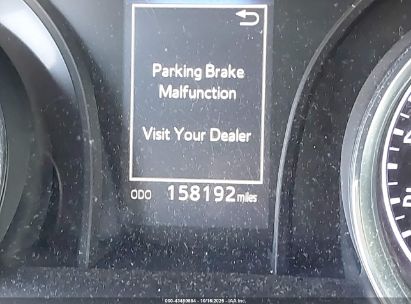 Parking Brake
Malfunction
Visit Your Dealer
ODO 158192 miles